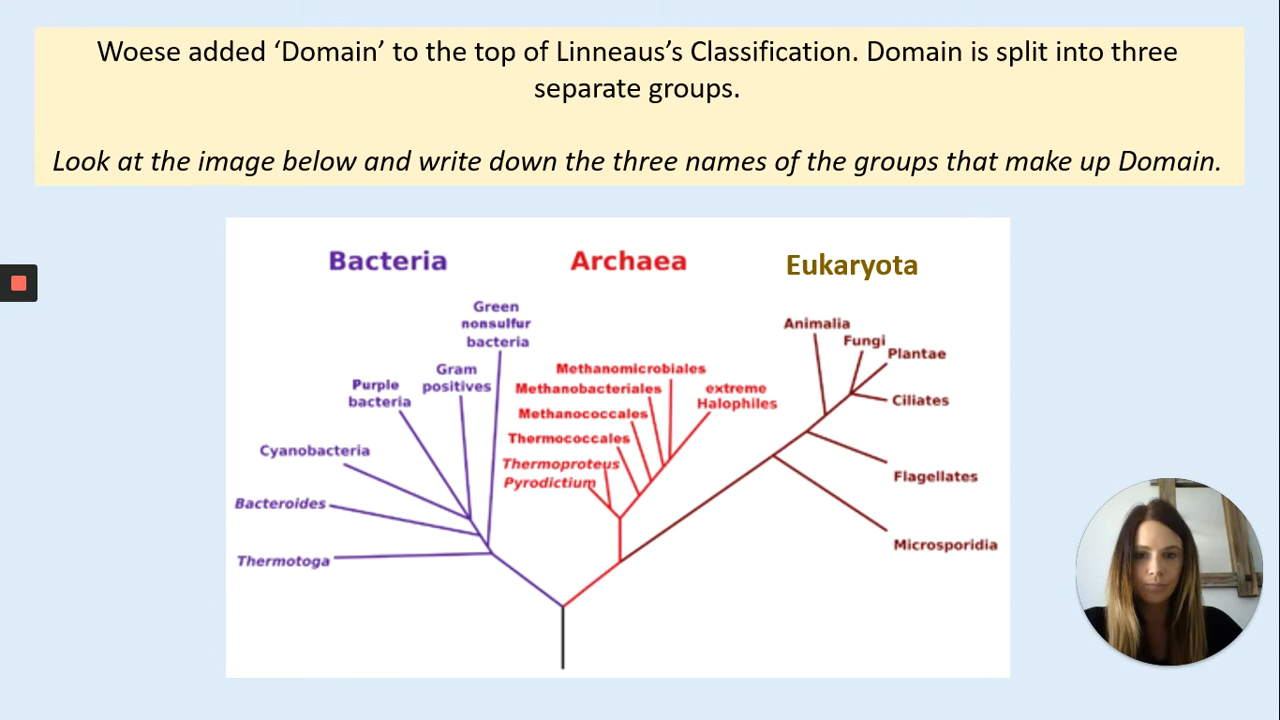 Woese added ‘Domain’ to the top of Linneaus’s Classification. Domain is split into three
separate groups.
Look at the image below and write down the three names of the groups that make up Domain.
Bacteria
Archaea
Eukaryota
Green
nonsulfur
bacteria
Gram
positives
Purple
bacteria
Cyanobacteria
Bacteroides
Thermotoga
Methanomicrobiales
Methanobacteriales
extreme
Halophiles
Methanococcales
Thermococcales
Thermoproteus
Pyrodictium
Animalia
Fungi
Plantae
Ciliates
Flagellates
Microsporidia